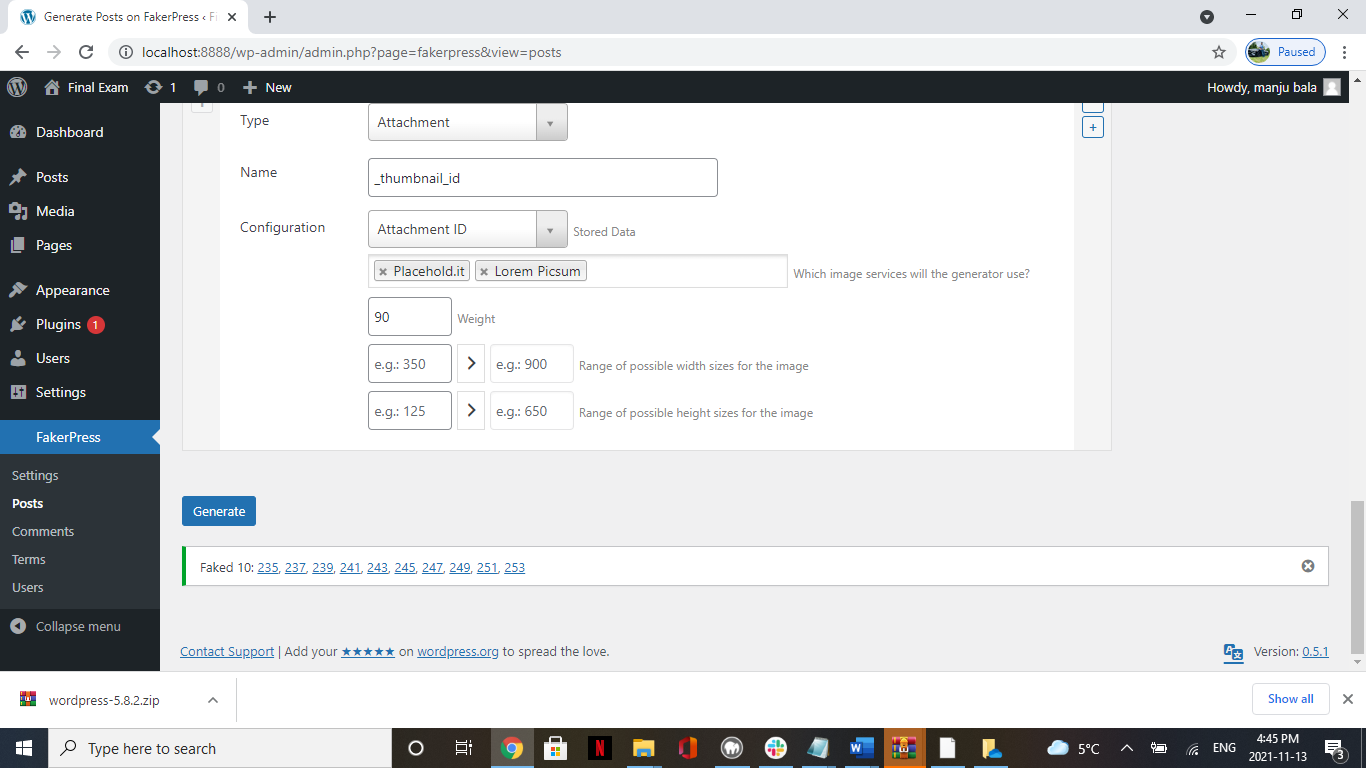 Generate Posts on FakerPress ‹ Fi
localhost:8888/wp-admin/admin.php?page=fakerpress&view=posts
Paused
Final Exam 1 0 New
Howdy, manju bala
Dashboard
Posts
Media
Pages
Appearance
Plugins 1
Users
Settings
FakerPress
Settings
Posts
Comments
Terms
Users
Collapse menu
Type Attachment
+
Name _thumbnail_id
Configuration Attachment ID Stored Data
× Placehold.it × Lorem Picsum Which image services will the generator use?
90 Weight
e.g.: 350 e.g.: 900 Range of possible width sizes for the image
e.g.: 125 e.g.: 650 Range of possible height sizes for the image
Generate
Faked 10: 235, 237, 239, 241, 243, 245, 247, 249, 251, 253
Contact Support | Add your ★★★★★ on wordpress.org to spread the love.
Version: 0.5.1
wordpress-5.8.2.zip
Show all
Type here to search
5°C
ENG
4:45 PM
2021-11-13
3